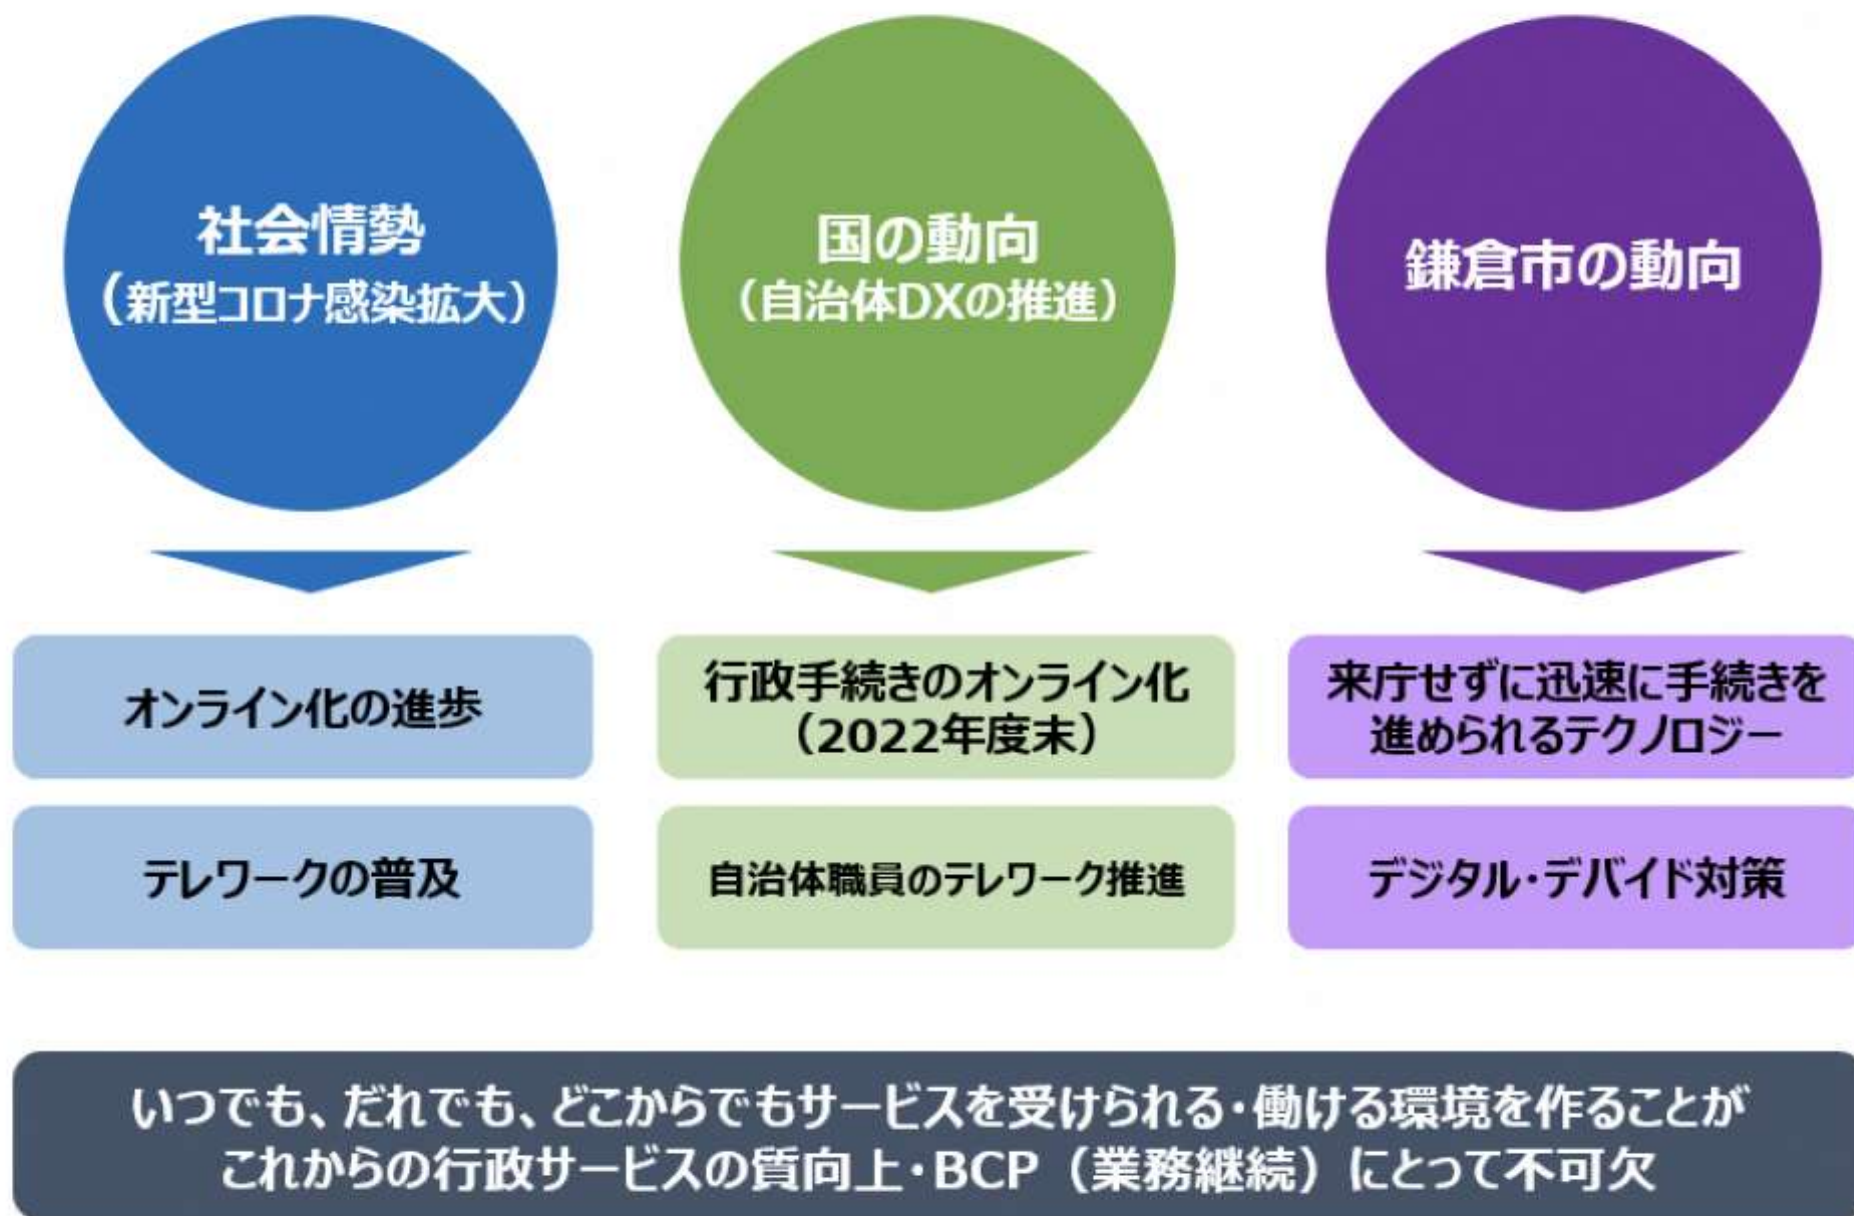 社会情勢
（新型コロナ感染拡大）
国の動向
（自治体DXの推進）
鎌倉市の動向
オンライン化の進歩
行政手続きのオンライン化
（2022年度末）
来庁せずに迅速に手続きを
進められるテクノロジー
テレワークの普及
自治体職員のテレワーク推進
デジタル・デバイド対策
いつでも、だれでも、どこからでもサービスを受けられる・働ける環境を作ることが
これからの行政サービスの質向上・BCP（業務継続）にとって不可欠